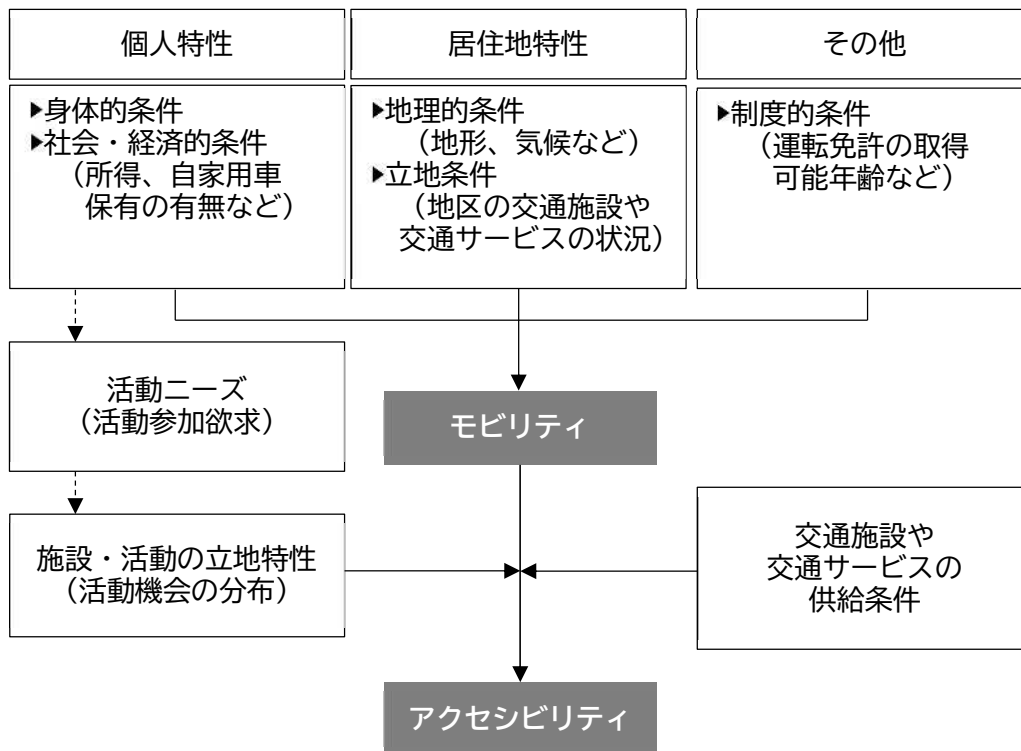 個人特性
居住地特性
その他
▶身体的条件
▶社会・経済的条件
（所得、自家用車
保有の有無など）
▶地理的条件
（地形、気候など）
▶立地条件
（地区の交通施設や
交通サービスの状況）
▶制度的条件
（運転免許の取得
可能年齢など）
活動ニーズ
（活動参加欲求）
モビリティ
施設・活動の立地特性
（活動機会の分布）
交通施設や
交通サービスの
供給条件
アクセシビリティ